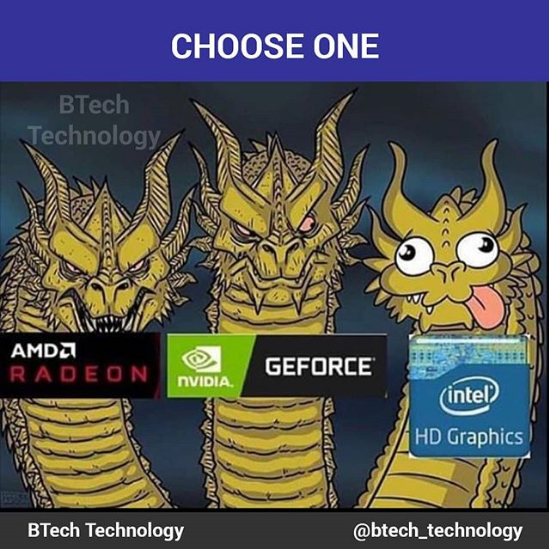 CHOOSE ONE
BTech
Technology
AMD
RADEON
NVIDIA.
GEFORCE
intel
HD Graphics
BTech Technology
@btech_technology